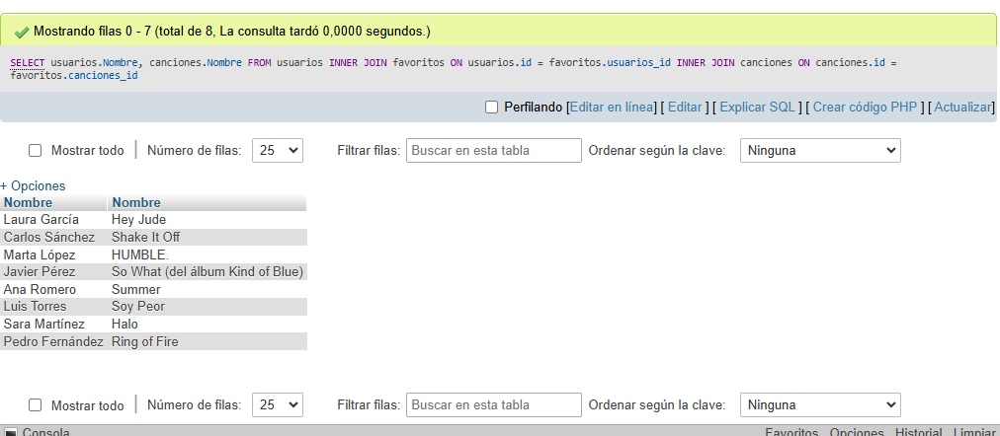 Mostrando filas 0 - 7 (total de 8, La consulta tardó 0,0000 segundos.)
SELECT usuarios.Nombre, canciones.Nombre FROM usuarios INNER JOIN favoritos ON usuarios.id = favoritos.usuarios_id INNER JOIN canciones ON canciones.id =
favoritos.canciones_id
Perfilando [Editar en línea] [ Editar ] [ Explicar SQL ] [ Crear código PHP ] [ Actualizar]
Mostrar todo | Número de filas: 25 Filtrar filas: Buscar en esta tabla Ordenar según la clave: Ninguna
+ Opciones
Nombre Nombre
Laura García Hey Jude
Carlos Sánchez Shake It Off
Marta López HUMBLE.
Javier Pérez So What (del álbum Kind of Blue)
Ana Romero Summer
Luis Torres Soy Peor
Sara Martínez Halo
Pedro Fernández Ring of Fire
Mostrar todo | Número de filas: 25 Filtrar filas: Buscar en esta tabla Ordenar según la clave: Ninguna
Consola Favoritos Opciones Historial Limpiar